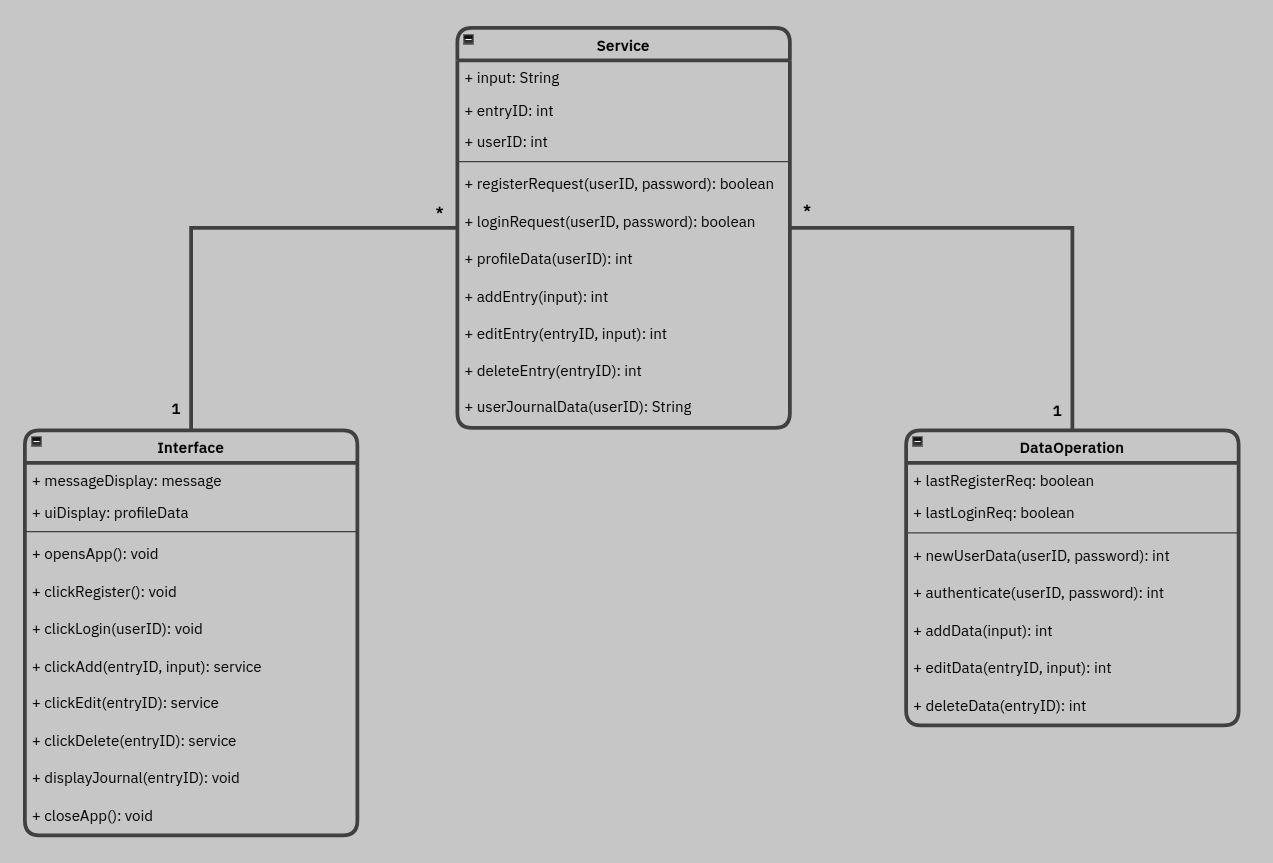 Service
+ input: String
+ entryID: int
+ userID: int
+ registerRequest(userID, password): boolean
+ loginRequest(userID, password): boolean
+ profileData(userID): int
+ addEntry(input): int
+ editEntry(entryID, input): int
+ deleteEntry(entryID): int
+ userJournalData(userID): String
*
*
1
1
Interface
+ messageDisplay: message
+ uiDisplay: profileData
+ opensApp(): void
+ clickRegister(): void
+ clickLogin(userID): void
+ clickAdd(entryID, input): service
+ clickEdit(entryID): service
+ clickDelete(entryID): service
+ displayJournal(entryID): void
+ closeApp(): void
DataOperation
+ lastRegisterReq: boolean
+ lastLoginReq: boolean
+ newUserData(userID, password): int
+ authenticate(userID, password): int
+ addData(input): int
+ editData(entryID, input): int
+ deleteData(entryID): int